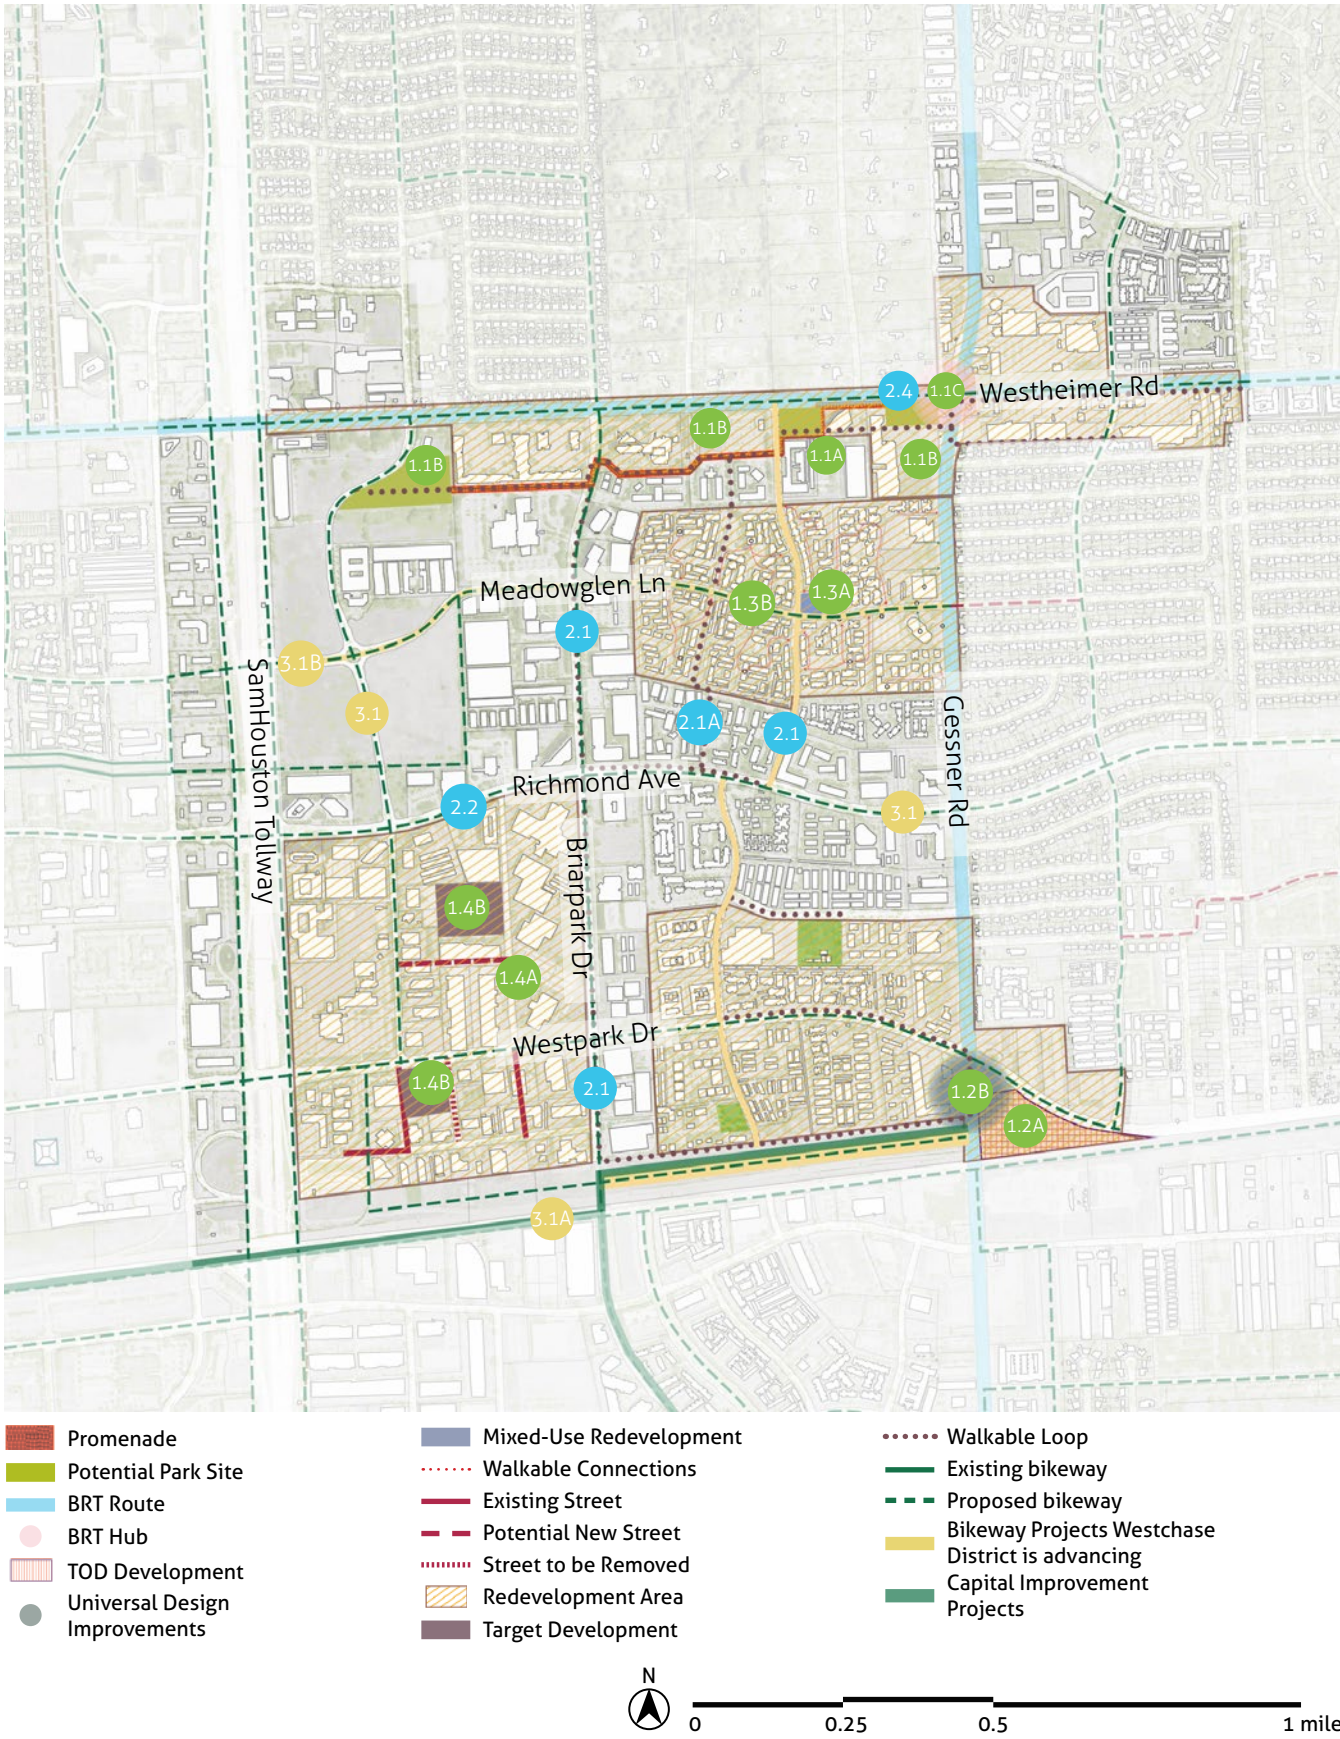 2.4
1.1C
Westheimer Rd
1.1B
1.1B
1.1A
1.1B
Meadowglen Ln
1.3B
1.3A
2.1
3.1B
3.1
2.1A
2.1
SamHouston Tollway
Gessner Rd
Richmond Ave
2.2
3.1
Briarpark Dr
1.4B
1.4A
Westpark Dr
1.4B
2.1
1.2B
1.2A
3.1A
Promenade
Potential Park Site
BRT Route
BRT Hub
TOD Development
Universal Design
Improvements
Mixed-Use Redevelopment
Walkable Connections
Existing Street
Potential New Street
Street to be Removed
Redevelopment Area
Target Development
Walkable Loop
Existing bikeway
Proposed bikeway
Bikeway Projects Westchase
District is advancing
Capital Improvement
Projects
N
0 0.25 0.5 1 mile